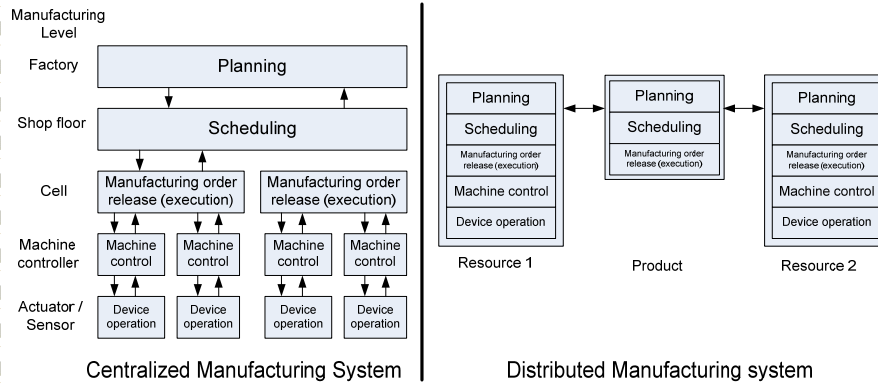 Manufacturing
Level
Factory
Planning
Shop floor
Scheduling
Cell
Manufacturing order
release (execution)
Manufacturing order
release (execution)
Machine
controller
Machine
control
Machine
control
Machine
control
Machine
control
Actuator /
Sensor
Device
operation
Device
operation
Device
operation
Device
operation
Centralized Manufacturing System
Planning
Scheduling
Manufacturing order
release (execution)
Machine control
Device operation
Resource 1
Planning
Scheduling
Manufacturing order
release (execution)
Product
Planning
Scheduling
Manufacturing order
release (execution)
Machine control
Device operation
Resource 2
Distributed Manufacturing system